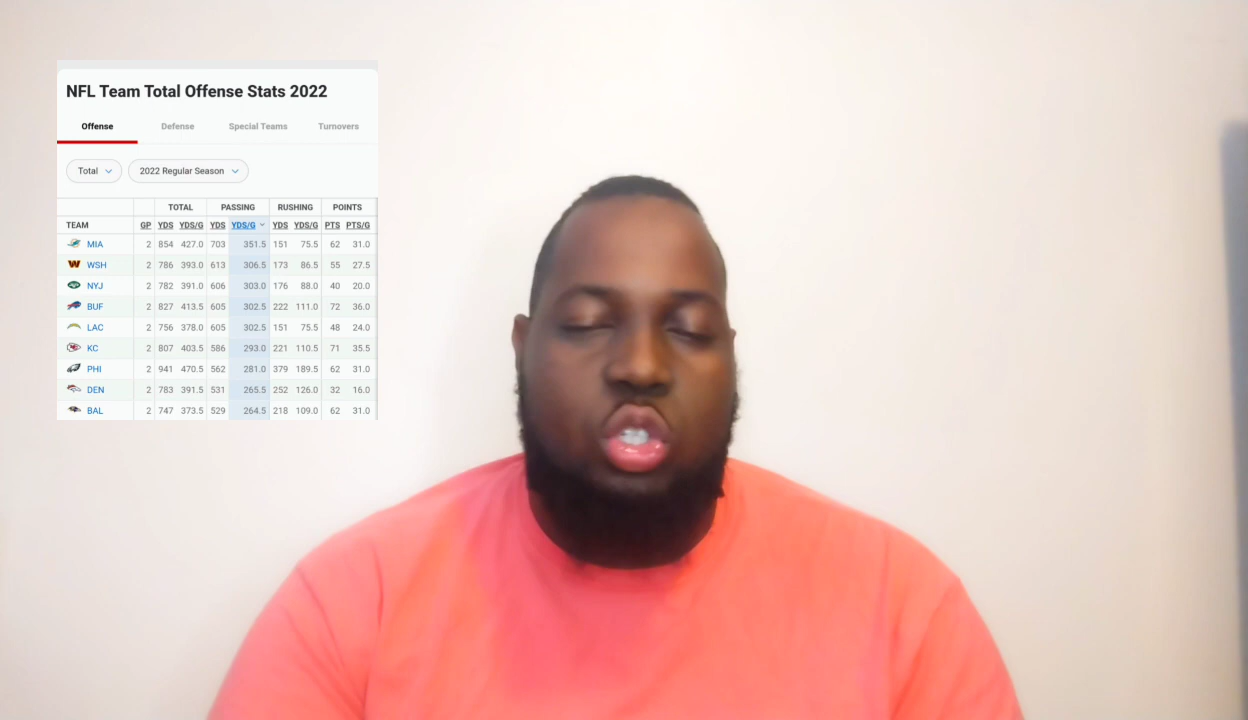 NFL Team Total Offense Stats 2022
Offense Defense Special Teams Turnovers
Total 2022 Regular Season
TOTAL PASSING RUSHING POINTS
TEAM GP YDS YDS/G YDS YDS/G YDS YDS/G PTS PTS/G
MIA 2 854 427.0 703 351.5 151 75.5 62 31.0
WSH 2 786 393.0 613 306.5 173 86.5 55 27.5
NYJ 2 782 391.0 606 303.0 176 88.0 40 20.0
BUF 2 827 413.5 605 302.5 222 111.0 72 36.0
LAC 2 756 378.0 605 302.5 151 75.5 48 24.0
KC 2 807 403.5 586 293.0 221 110.5 71 35.5
PHI 2 941 470.5 562 281.0 379 189.5 62 31.0
DEN 2 783 391.5 531 265.5 252 126.0 32 16.0
BAL 2 747 373.5 529 264.5 218 109.0 62 31.0